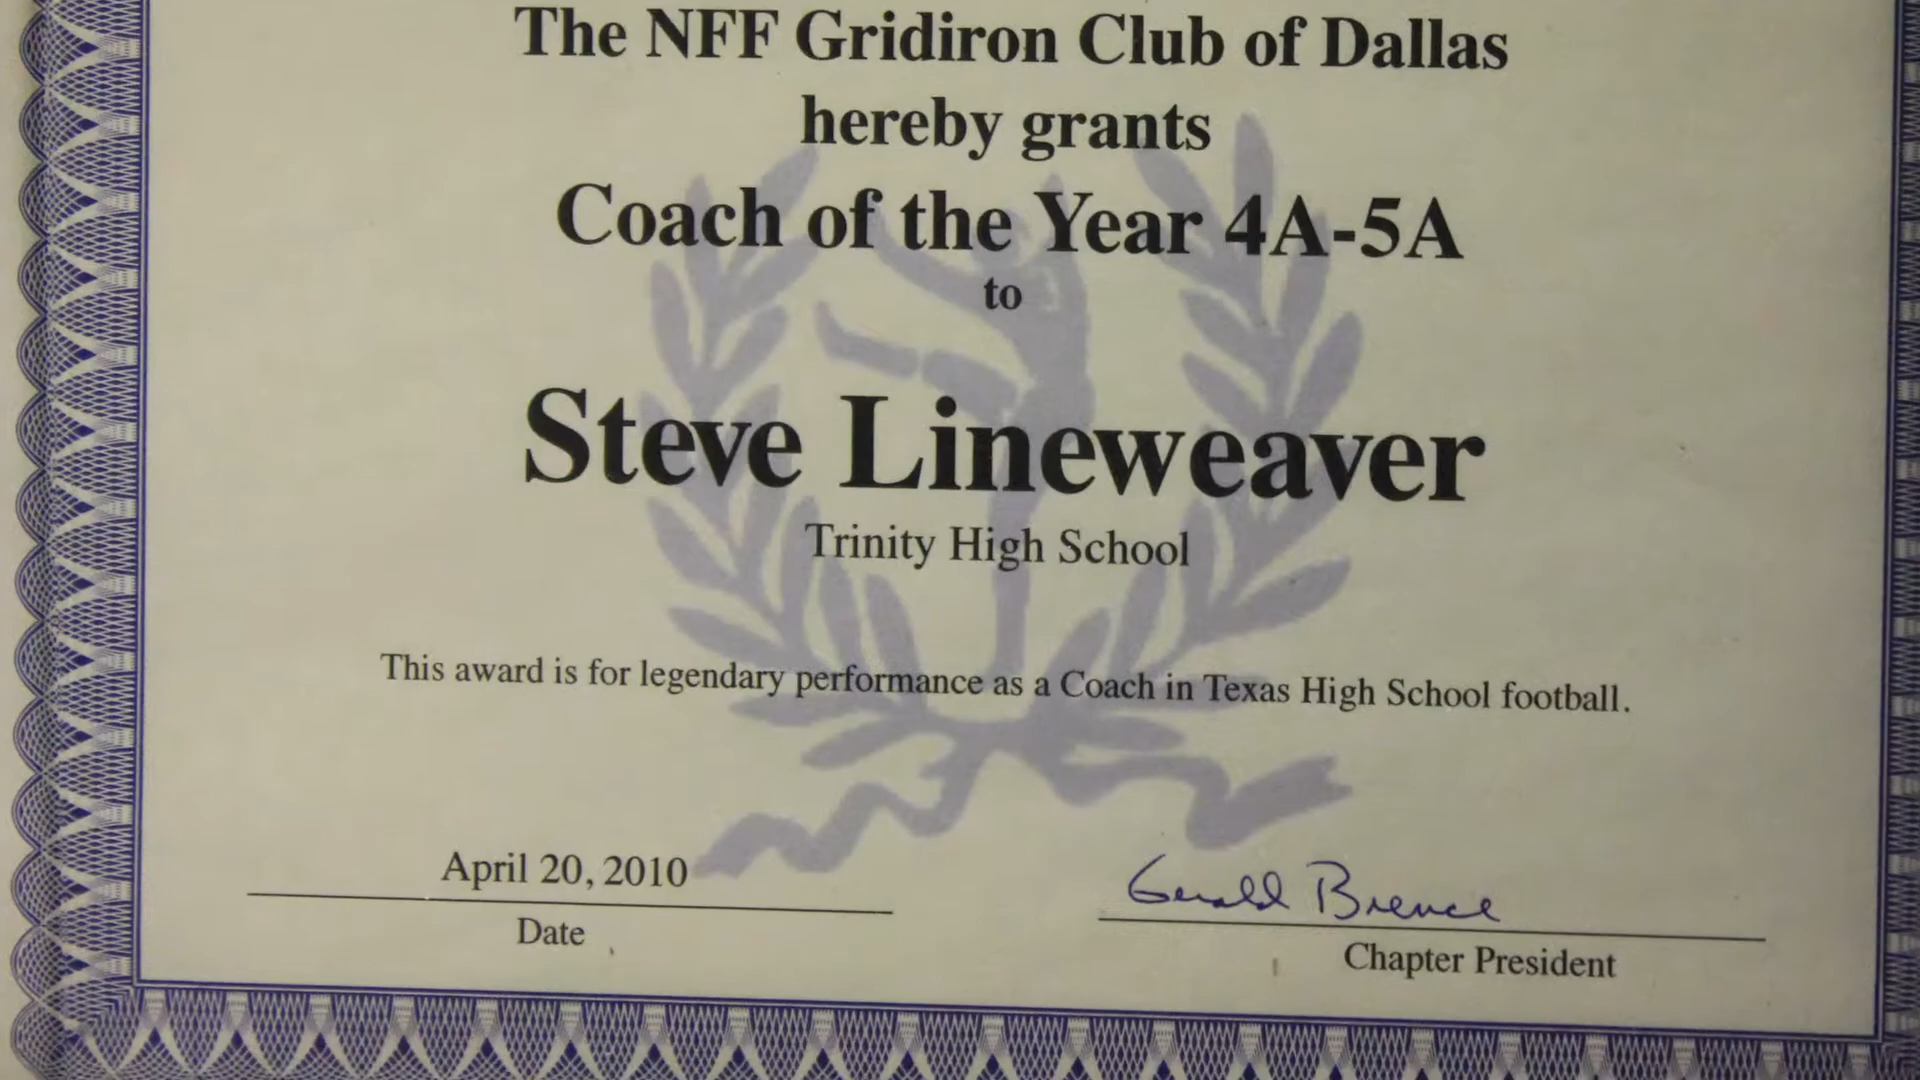 The NFF Gridiron Club of Dallas
hereby grants
Coach of the Year 4A-5A
to
Steve Lineweaver
Trinity High School
This award is for legendary performance as a Coach in Texas High School football.
April 20, 2010
Date
Gerald Brence
Chapter President